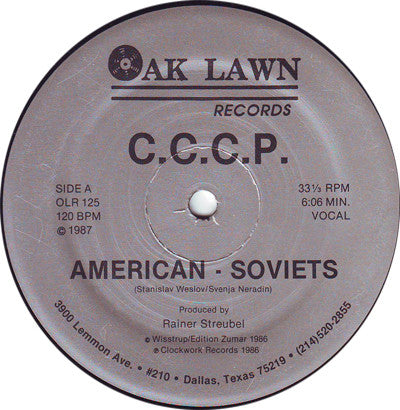 OAK LAWN
RECORDS
C.C.C.P.
SIDE A
OLR 125
120 BPM
© 1987
33⅓ RPM
6:06 MIN.
VOCAL
AMERICAN - SOVIETS
(Stanislav Weslov/Svenja Neradin)
Produced by
Rainer Streubel
℗ Wisstrup/Edition Zumar 1986
℗ Clockwork Records 1986
3900 Lemmon Ave. • #210 • Dallas, Texas 75219 • (214)520-2855